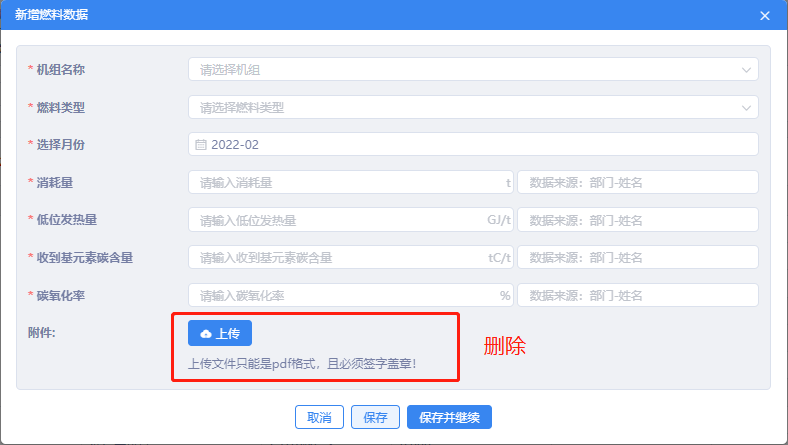 新增燃料数据
* 机组名称 请选择机组
* 燃料类型 请选择燃料类型
* 选择月份 2022-02
* 消耗量 请输入消耗量 t 数据来源：部门-姓名
* 低位发热量 请输入低位发热量 GJ/t 数据来源：部门-姓名
* 收到基元素碳含量 请输入收到基元素碳含量 tC/t 数据来源：部门-姓名
* 碳氧化率 请输入碳氧化率 % 数据来源：部门-姓名
附件: 上传
删除
上传文件只能是pdf格式，且必须签字盖章!
取消 保存 保存并继续